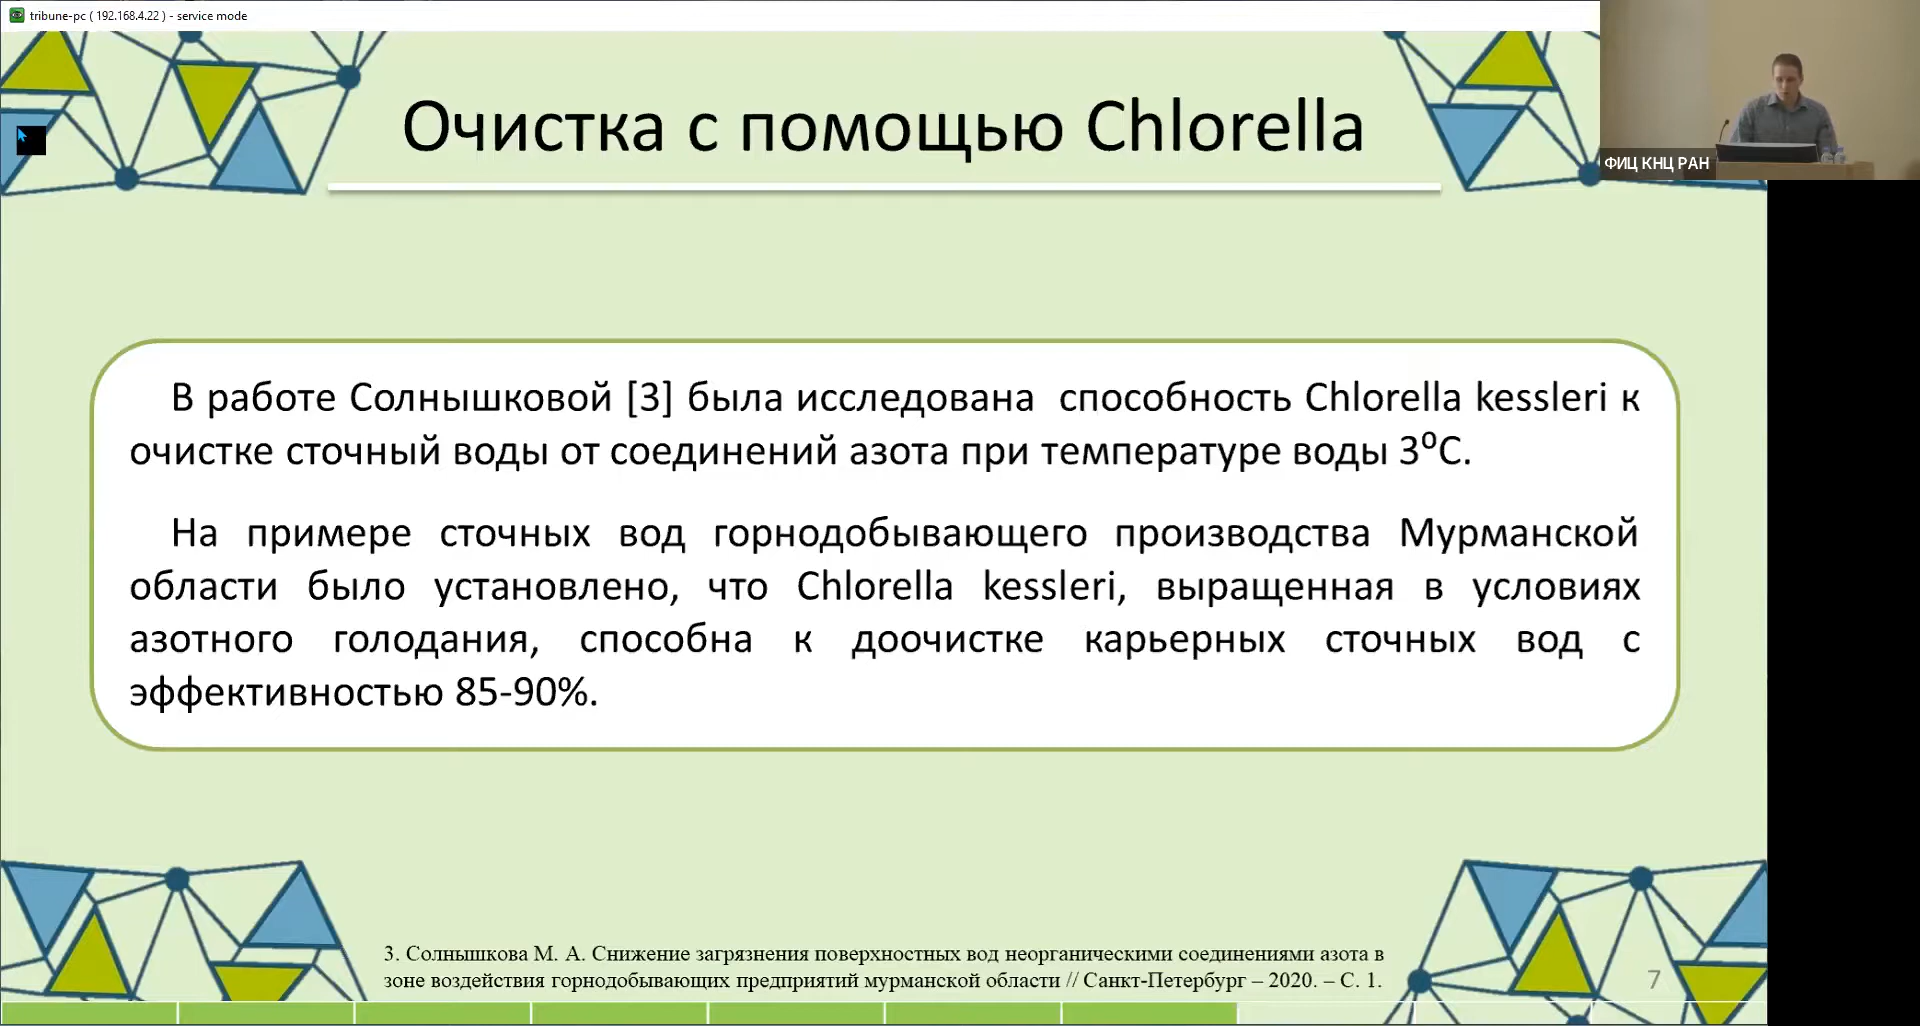 tribune-pc ( 192.168.4.22 ) - service mode
Очистка с помощью Chlorella
ФИЦ КНЦ РАН
В работе Солнышковой [3] была исследована способность Chlorella kessleri к
очистке сточный воды от соединений азота при температуре воды 3⁰С.
На примере сточных вод горнодобывающего производства Мурманской
области было установлено, что Chlorella kessleri, выращенная в условиях
азотного голодания, способна к доочистке карьерных сточных вод с
эффективностью 85-90%.
3. Солнышкова М. А. Снижение загрязнения поверхностных вод неорганическими соединениями азота в
зоне воздействия горнодобывающих предприятий мурманской области // Санкт-Петербург – 2020. – С. 1.
7